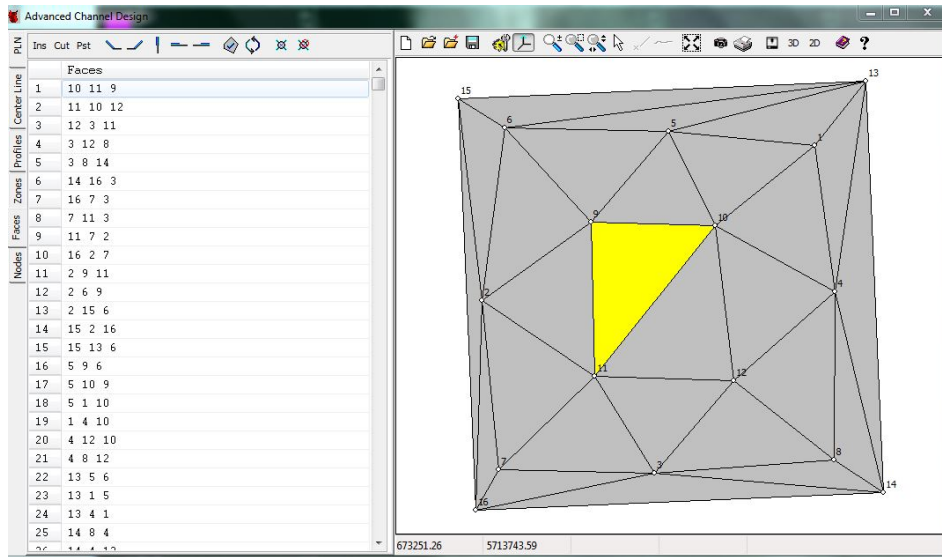 Advanced Channel Design
Ins Cut Pst
3D 2D ?
PLN
Center Line
Profiles
Zones
Faces
Nodes
Faces
1 10 11 9
2 11 10 12
3 12 3 11
4 3 12 8
5 3 8 14
6 14 16 3
7 16 7 3
8 7 11 3
9 11 7 2
10 16 2 7
11 2 9 11
12 2 6 9
13 2 15 6
14 15 2 16
15 15 13 6
16 5 9 6
17 5 10 9
18 5 1 10
19 1 4 10
20 4 12 10
21 4 8 12
22 13 5 6
23 13 1 5
24 13 4 1
25 14 8 4
13
15
6
5
1
9
10
4
2
11
12
8
7
3
14
16
673251.26 5713743.59